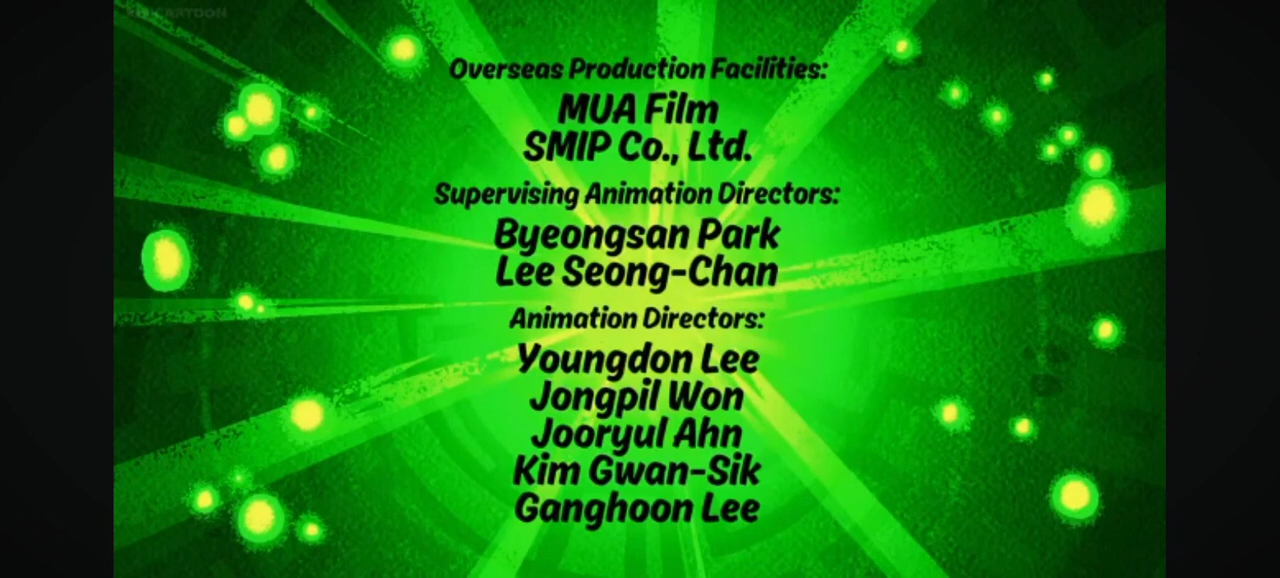 Overseas Production Facilities:
MUA Film
SMIP Co., Ltd.
Supervising Animation Directors:
Byeongsan Park
Lee Seong-Chan
Animation Directors:
Youngdon Lee
Jongpil Won
Jooryul Ahn
Kim Gwan-Sik
Ganghoon Lee